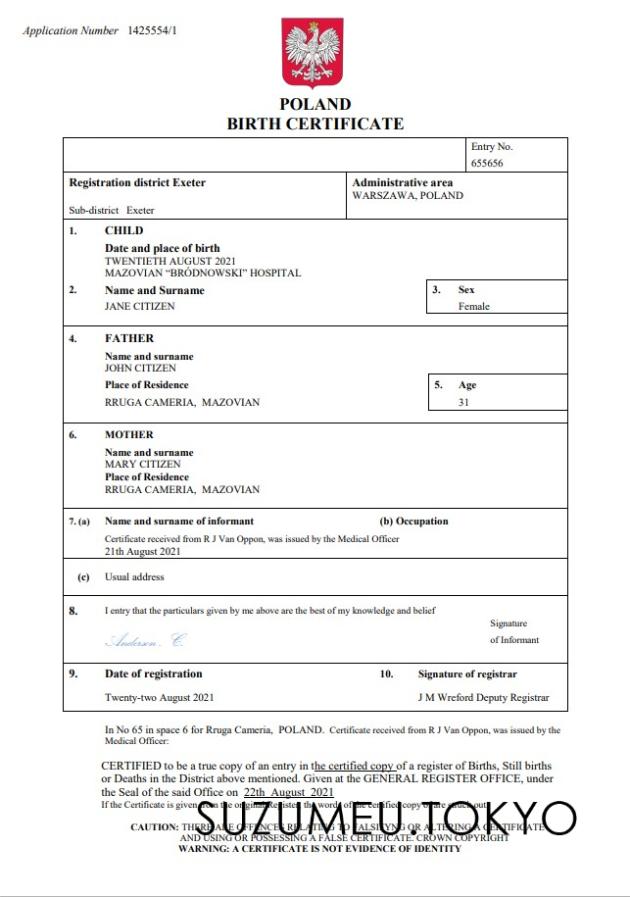 Application Number 1425554/1
POLAND
BIRTH CERTIFICATE
Entry No.
655656
Registration district Exeter
Sub-district Exeter
Administrative area
WARSZAWA, POLAND
1. CHILD
Date and place of birth
TWENTIETH AUGUST 2021
MAZOVIAN “BRÓDNOWSKI” HOSPITAL
2. Name and Surname
JANE CITIZEN
3. Sex
Female
4. FATHER
Name and surname
JOHN CITIZEN
Place of Residence
RRUGA CAMERIA, MAZOVIAN
5. Age
31
6. MOTHER
Name and surname
MARY CITIZEN
Place of Residence
RRUGA CAMERIA, MAZOVIAN
7. (a) Name and surname of informant (b) Occupation
Certificate received from R J Van Oppon, was issued by the Medical Officer
21th August 2021
(c) Usual address
8. I entry that the particulars given by me above are the best of my knowledge and belief
Anderson . C.
Signature
of Informant
9. Date of registration 10. Signature of registrar
Twenty-two August 2021 J M Wreford Deputy Registrar
In No 65 in space 6 for Rruga Cameria, POLAND. Certificate received from R J Van Oppon, was issued by the
Medical Officer:
CERTIFIED to be a true copy of an entry in the certified copy of a register of Births, Still births
or Deaths in the District above mentioned. Given at the GENERAL REGISTER OFFICE, under
the Seal of the said Office on 22th August 2021
If the Certificate is given from the original Register, the words of the certified copy of are struck out
SUZUMEU.TOKYO
CAUTION: THERE ARE OFFENCES RELATING TO FALSIFYNG OR ALTERING A CERTIFICATE
AND USING OR POSSESSING A FALSE CERTIFICATE. CROWN COPYRIGHT
WARNING: A CERTIFICATE IS NOT EVIDENCE OF IDENTITY